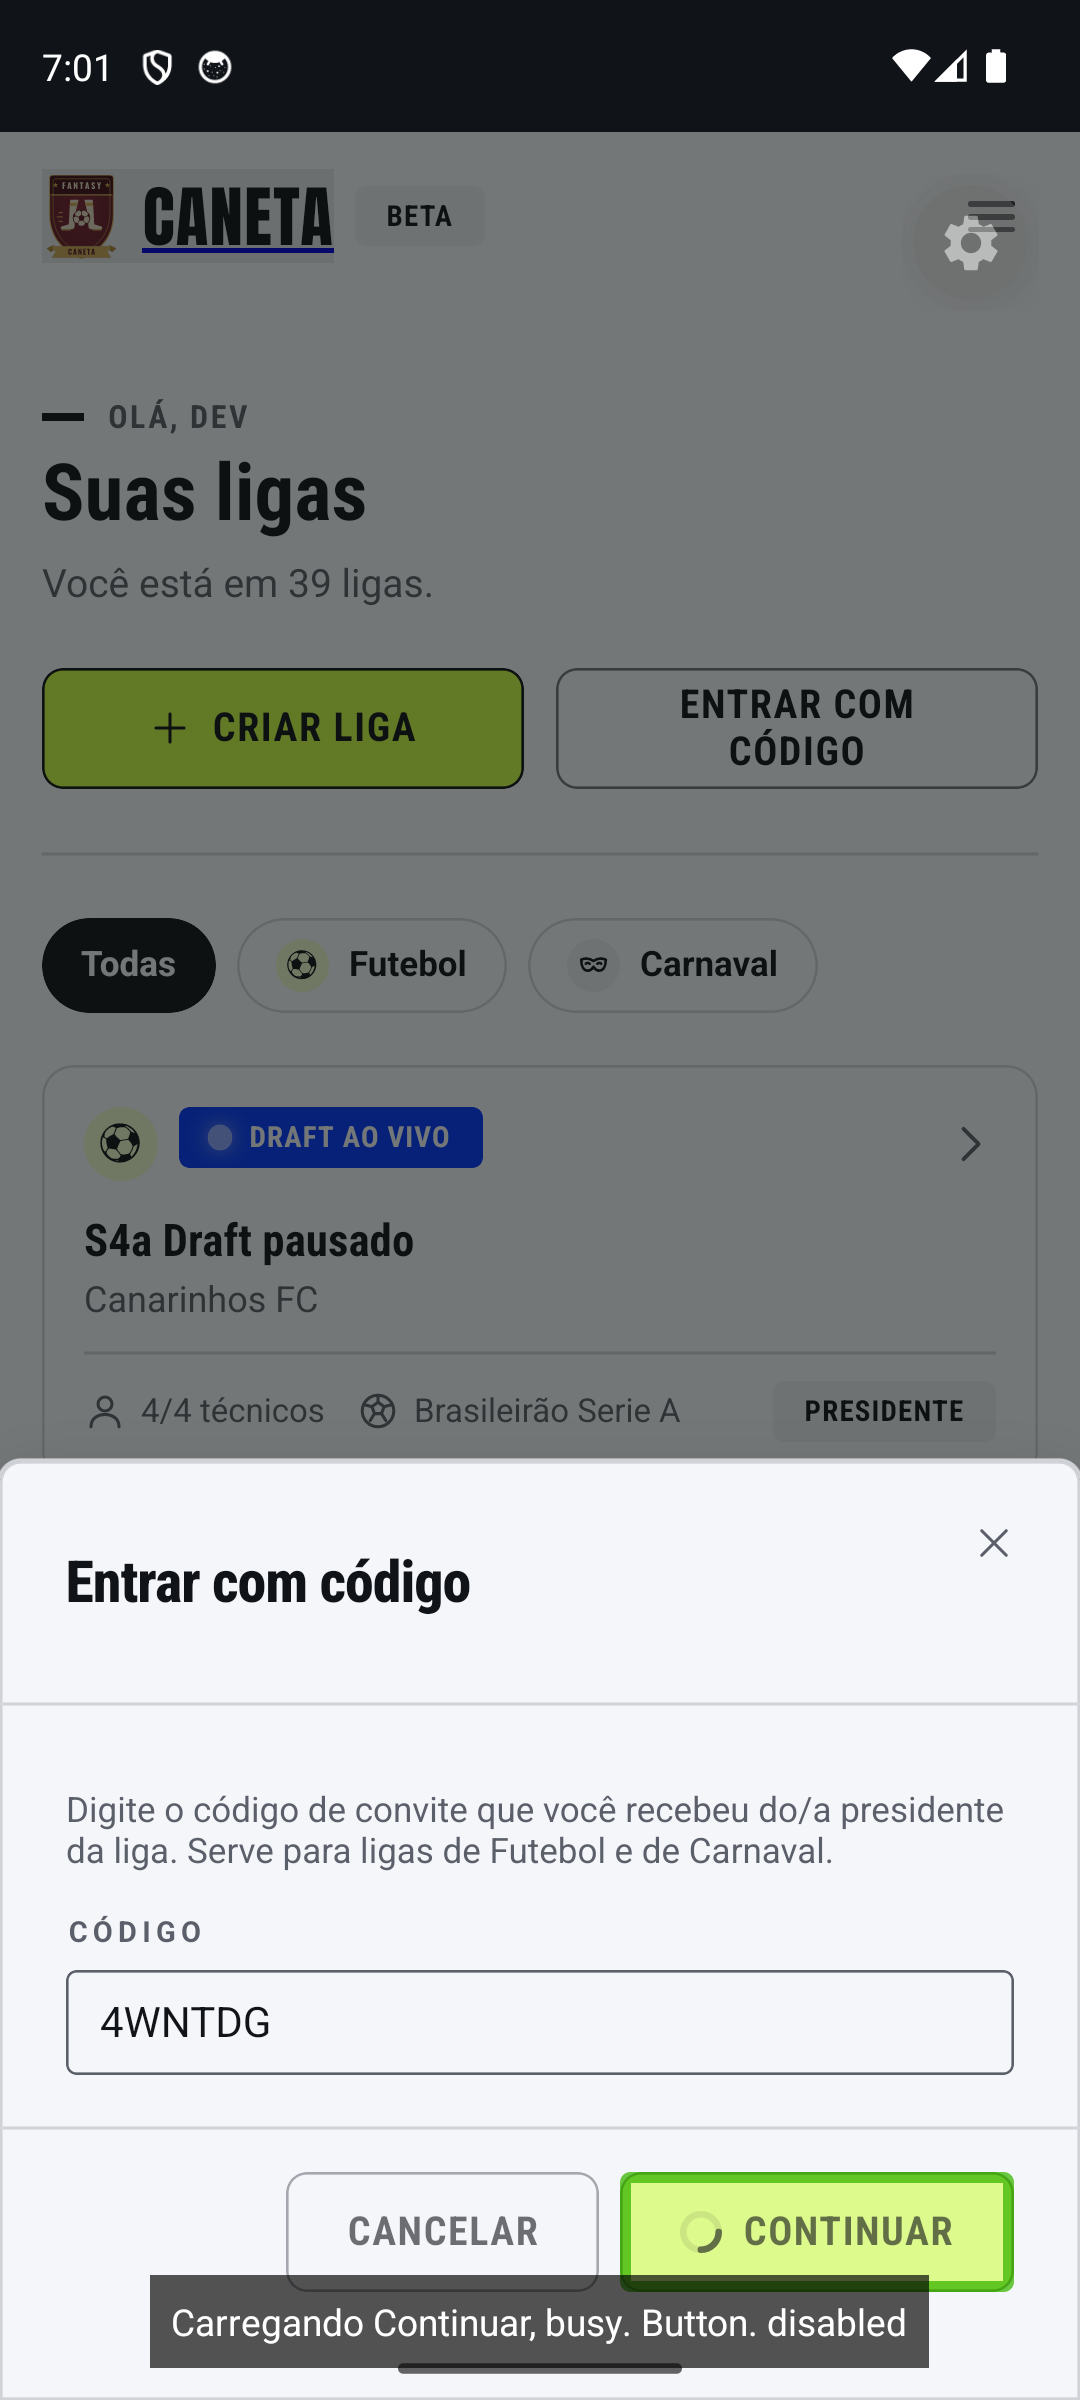 7:01
FANTASY
CANETA
CANETA
BETA
OLÁ, DEV
Suas ligas
Você está em 39 ligas.
CRIAR LIGA
ENTRAR COM
CÓDIGO
Todas
Futebol
Carnaval
DRAFT AO VIVO
S4a Draft pausado
Canarinhos FC
4/4 técnicos
Brasileirão Serie A
PRESIDENTE
Entrar com código
Digite o código de convite que você recebeu do/a presidente
da liga. Serve para ligas de Futebol e de Carnaval.
CÓDIGO
4WNTDG
CANCELAR
CONTINUAR
Carregando Continuar, busy. Button. disabled